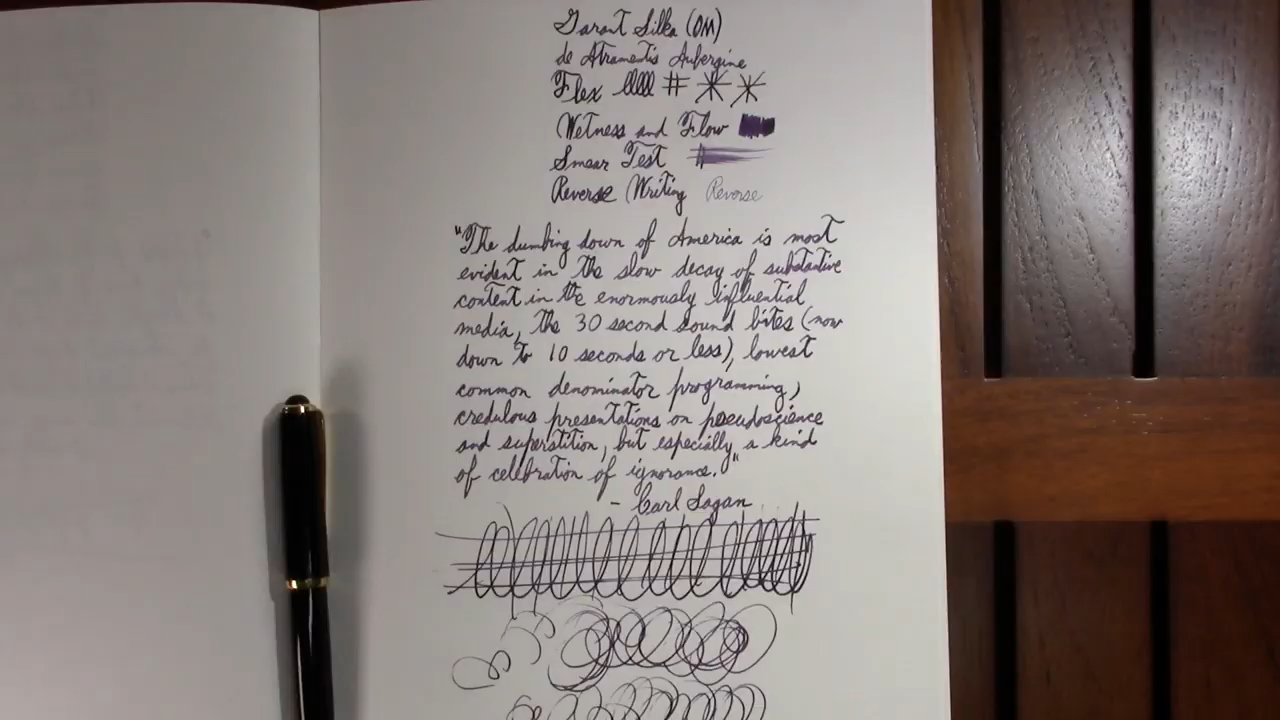 Garant Silka (OM)
de Atramentis Aubergine
Flex llllll # * *
Wetness and Flow
Smear Test
Reverse Writing Reverse
"The dumbing down of America is most
evident in the slow decay of substantive
content in the enormously influential
media, the 30 second sound bites (now
down to 10 seconds or less), lowest
common denominator programming,
credulous presentations on pseudoscience
and superstition, but especially a kind
of celebration of ignorance."
- Carl Sagan